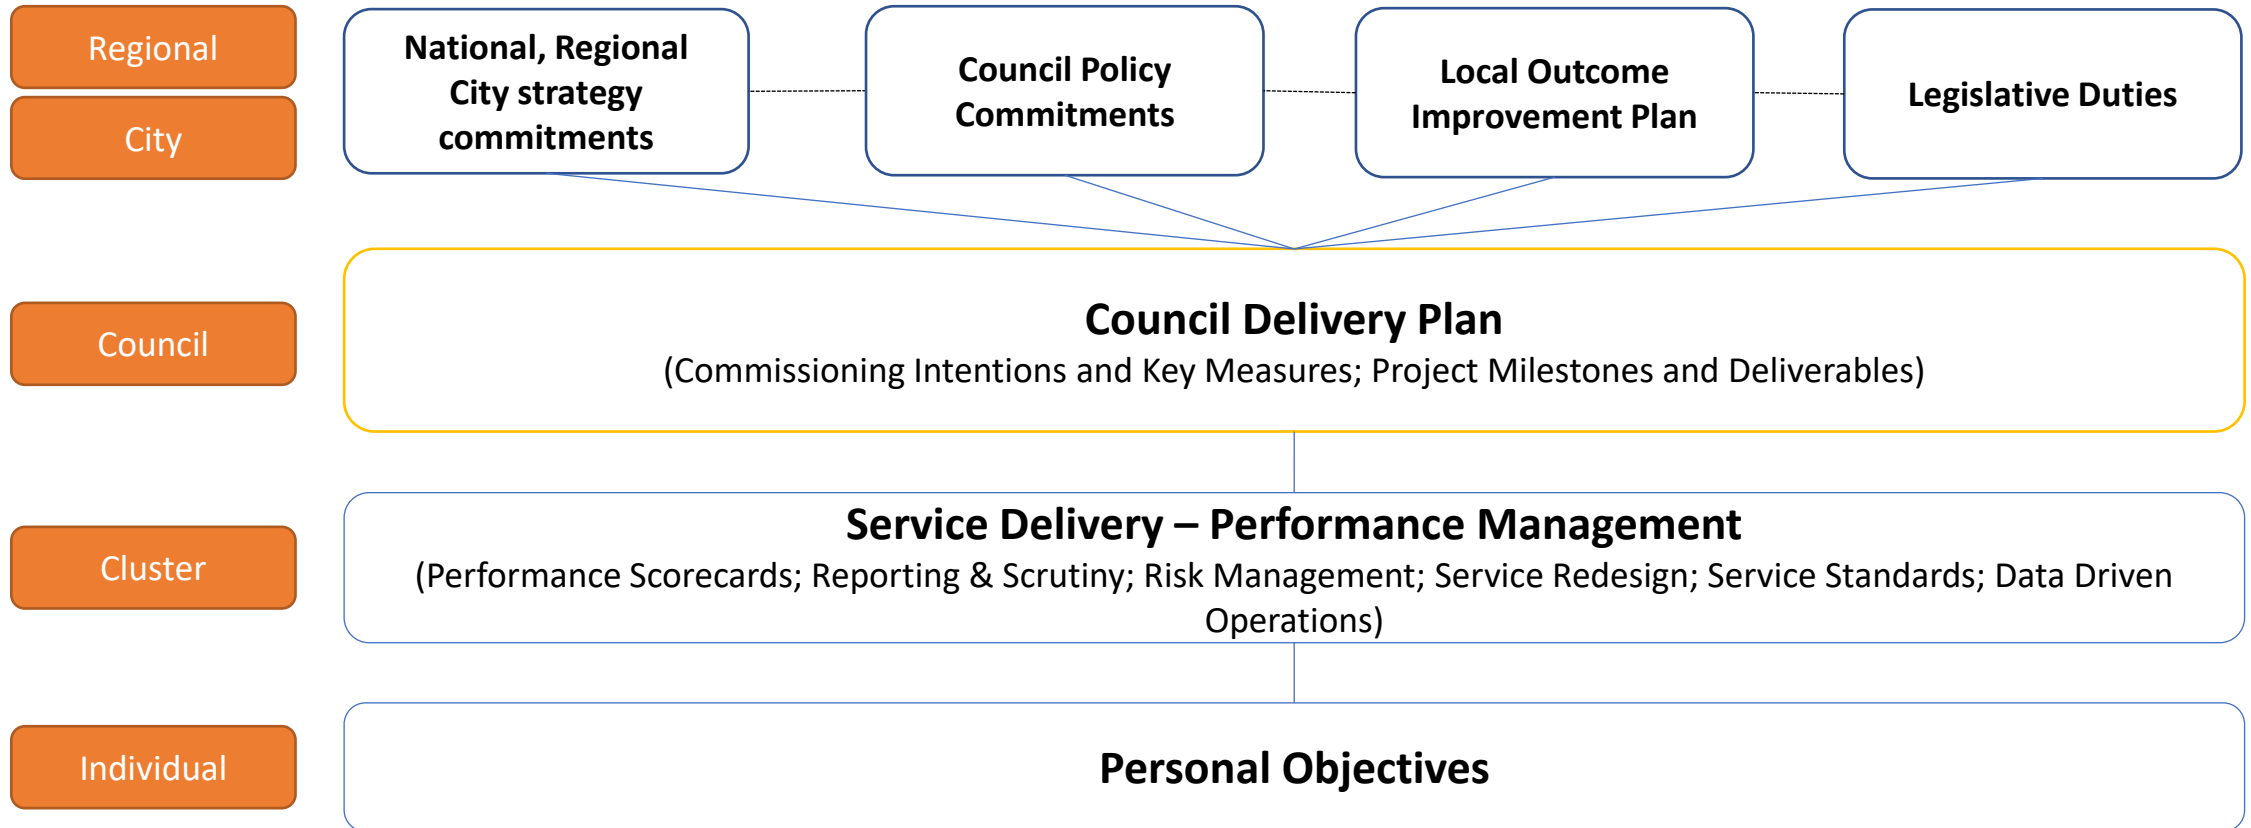 Regional
City
National, Regional
City strategy
commitments
Council Policy
Commitments
Local Outcome
Improvement Plan
Legislative Duties
Council
Council Delivery Plan
(Commissioning Intentions and Key Measures; Project Milestones and Deliverables)
Cluster
Service Delivery – Performance Management
(Performance Scorecards; Reporting & Scrutiny; Risk Management; Service Redesign; Service Standards; Data Driven
Operations)
Individual
Personal Objectives